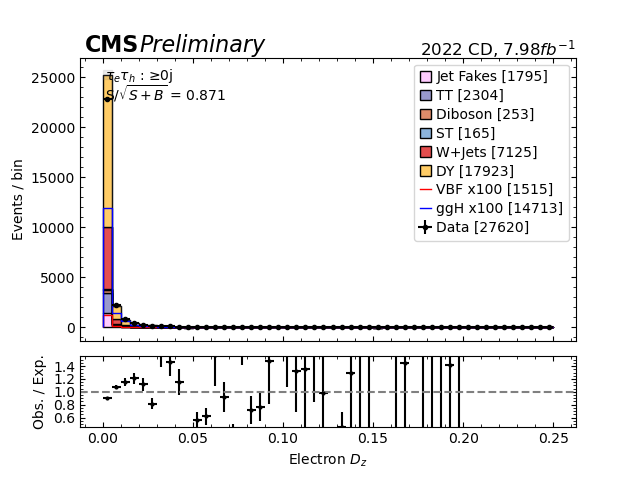 CMS Preliminary
2022 CD, 7.98fb⁻¹
τₑτₕ : ≥0j
S/√S + B = 0.871
Jet Fakes [1795]
TT [2304]
Diboson [253]
ST [165]
W+Jets [7125]
DY [17923]
VBF x100 [1515]
ggH x100 [14713]
Data [27620]
Events / bin
25000
20000
15000
10000
5000
0
Obs. / Exp.
1.4
1.2
1.0
0.8
0.6
0.00 0.05 0.10 0.15 0.20 0.25
Electron D_z